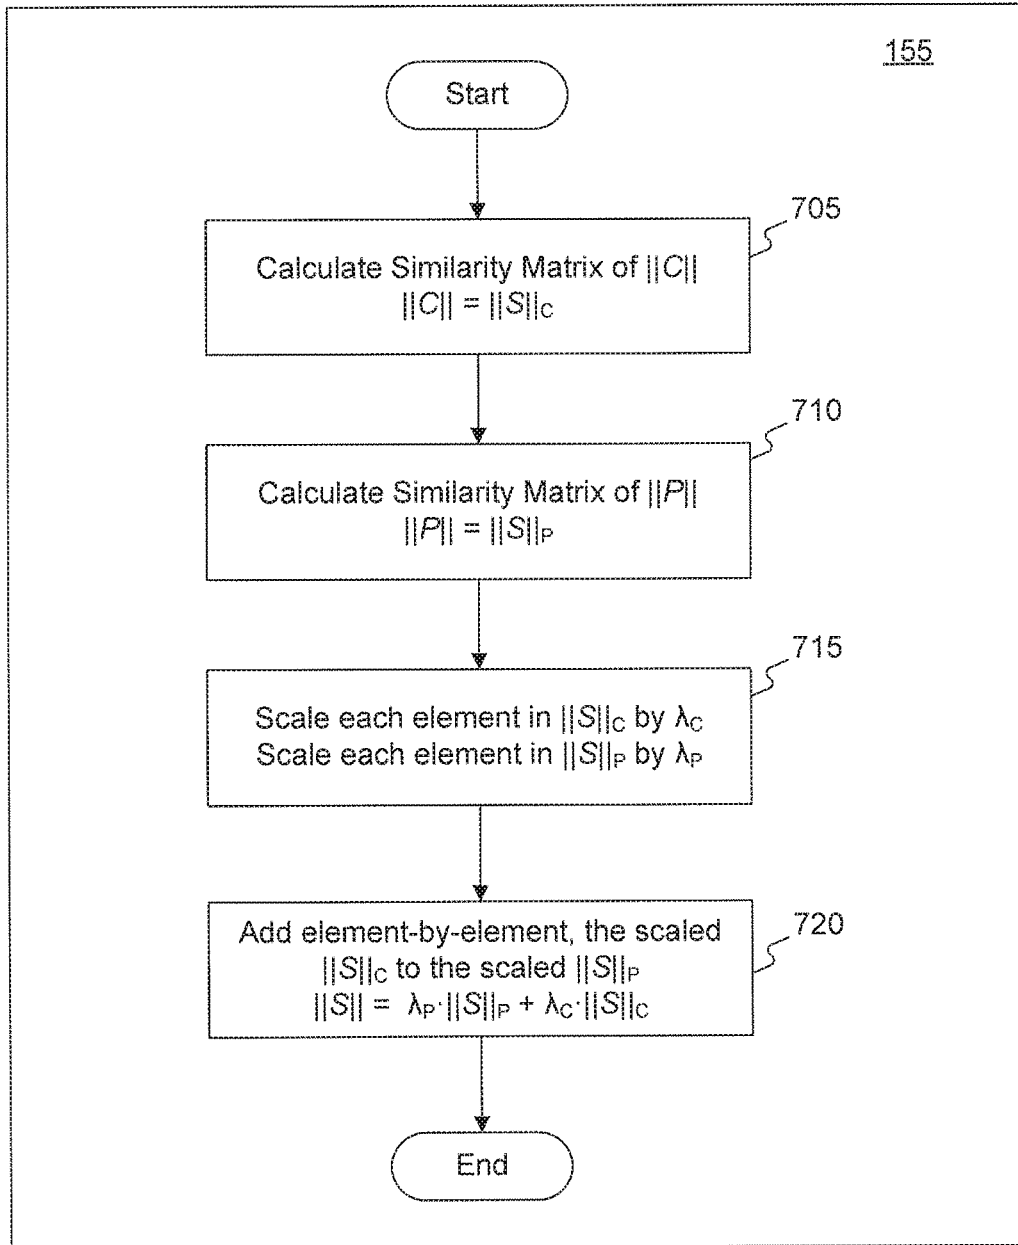 155
Start
705
Calculate Similarity Matrix of ||C||
||C|| = ||S||C
710
Calculate Similarity Matrix of ||P||
||P|| = ||S||P
715
Scale each element in ||S||C by λC
Scale each element in ||S||P by λP
720
Add element-by-element, the scaled
||S||C to the scaled ||S||P
||S|| = λP·||S||P + λC·||S||C
End